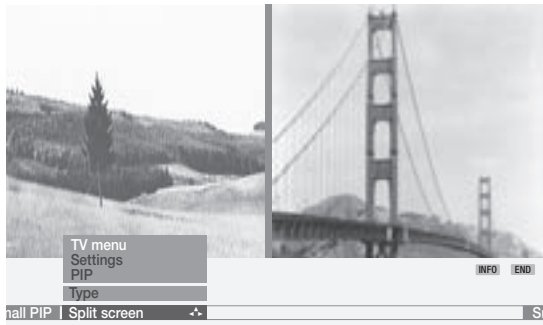 TV menu
Settings
PIP
INFO END
Type
nall PIP Split screen